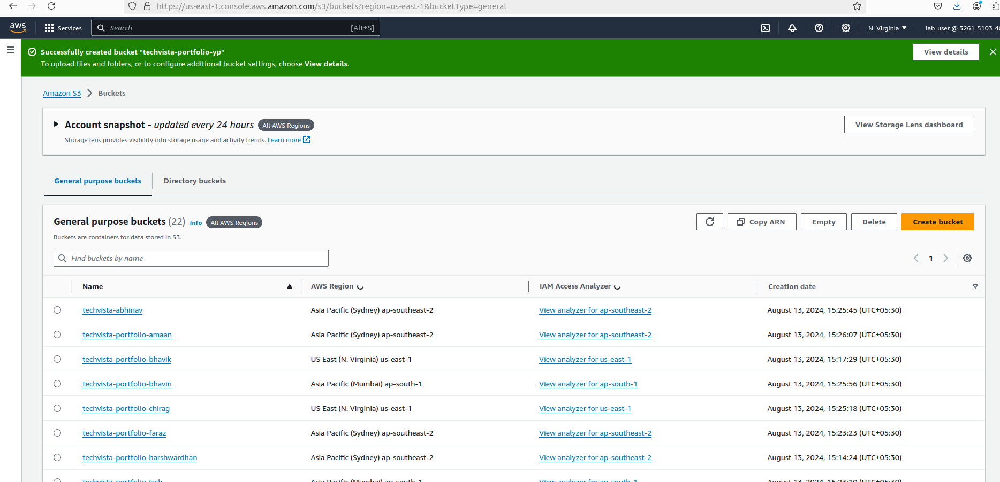 https://us-east-1.console.aws.amazon.com/s3/buckets?region=us-east-1&bucketType=general
aws
Services
Search
[Alt+S]
N. Virginia
lab-user @ 3261-5103-4
Successfully created bucket "techvista-portfolio-yp"
To upload files and folders, or to configure additional bucket settings, choose View details.
View details
Amazon S3
Buckets
Account snapshot - updated every 24 hours
All AWS Regions
Storage lens provides visibility into storage usage and activity trends. Learn more
View Storage Lens dashboard
General purpose buckets
Directory buckets
General purpose buckets (22) Info
All AWS Regions
Copy ARN
Empty
Delete
Create bucket
Buckets are containers for data stored in S3.
Find buckets by name
1
Name AWS Region IAM Access Analyzer Creation date
techvista-abhinav Asia Pacific (Sydney) ap-southeast-2 View analyzer for ap-southeast-2 August 13, 2024, 15:25:45 (UTC+05:30)
techvista-portfolio-amaan Asia Pacific (Sydney) ap-southeast-2 View analyzer for ap-southeast-2 August 13, 2024, 15:26:07 (UTC+05:30)
techvista-portfolio-bhavik US East (N. Virginia) us-east-1 View analyzer for us-east-1 August 13, 2024, 15:17:29 (UTC+05:30)
techvista-portfolio-bhavin Asia Pacific (Mumbai) ap-south-1 View analyzer for ap-south-1 August 13, 2024, 15:25:56 (UTC+05:30)
techvista-portfolio-chirag US East (N. Virginia) us-east-1 View analyzer for us-east-1 August 13, 2024, 15:25:18 (UTC+05:30)
techvista-portfolio-faraz Asia Pacific (Sydney) ap-southeast-2 View analyzer for ap-southeast-2 August 13, 2024, 15:23:23 (UTC+05:30)
techvista-portfolio-harshwardhan Asia Pacific (Sydney) ap-southeast-2 View analyzer for ap-southeast-2 August 13, 2024, 15:14:24 (UTC+05:30)
Asia Pacific (Mumbai) ap-south-1 View analyzer for ap-south-1